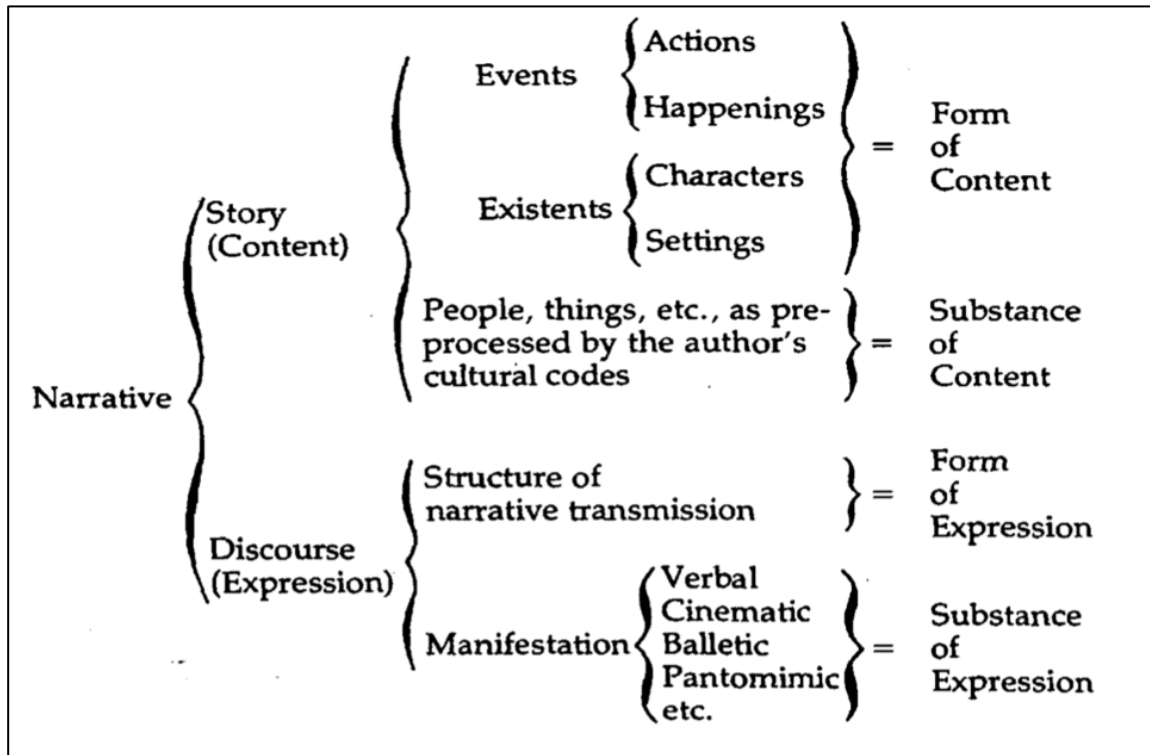 Narrative
Story
(Content)
Events
Actions
Happenings
Existents
Characters
Settings
= Form
of
Content
People, things, etc., as pre-
processed by the author's
cultural codes
= Substance
of
Content
Discourse
(Expression)
Structure of
narrative transmission
= Form
of
Expression
Manifestation
Verbal
Cinematic
Balletic
Pantomimic
etc.
= Substance
of
Expression